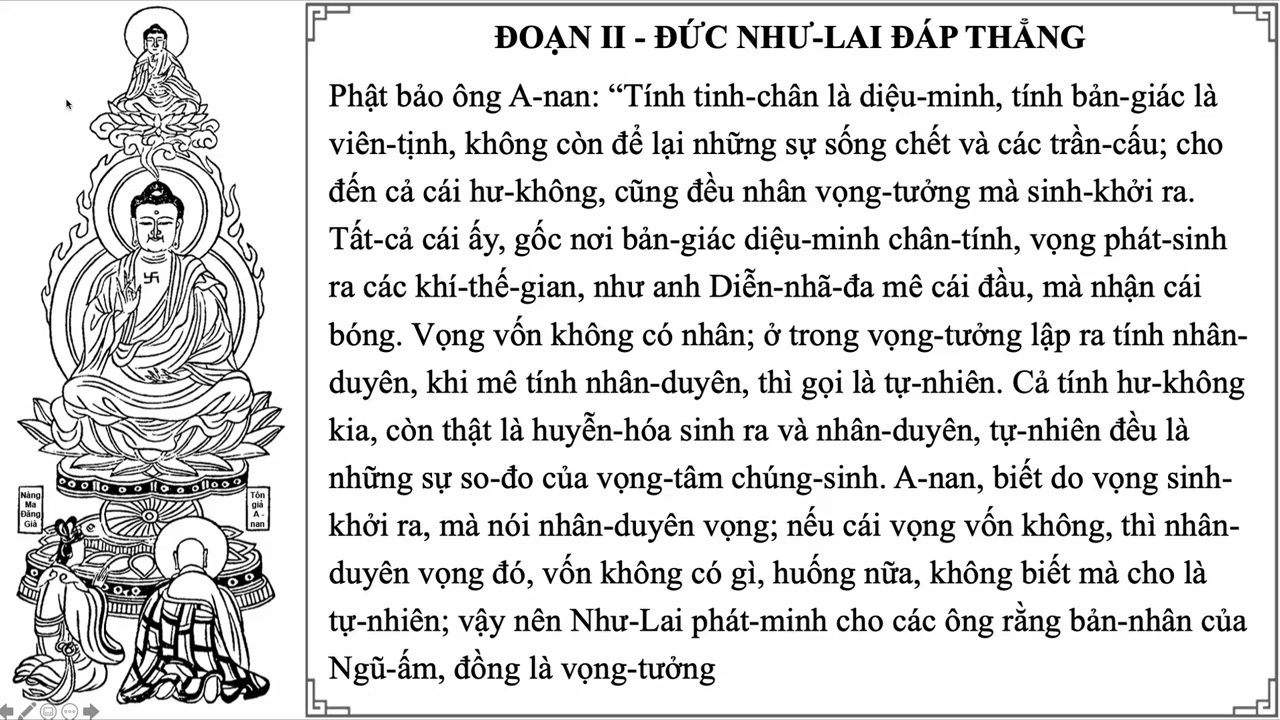 ĐOẠN II - ĐỨC NHƯ-LAI ĐÁP THẲNG
Phật bảo ông A-nan: “Tính tinh-chân là diệu-minh, tính bản-giác là
viên-tịnh, không còn để lại những sự sống chết và các trần-cấu; cho
đến cả cái hư-không, cũng đều nhân vọng-tưởng mà sinh-khởi ra.
Tất-cả cái ấy, gốc nơi bản-giác diệu-minh chân-tính, vọng phát-sinh
ra các khí-thế-gian, như anh Diễn-nhã-đa mê cái đầu, mà nhận cái
bóng. Vọng vốn không có nhân; ở trong vọng-tưởng lập ra tính nhân-
duyên, khi mê tính nhân-duyên, thì gọi là tự-nhiên. Cả tính hư-không
kia, còn thật là huyễn-hóa sinh ra và nhân-duyên, tự-nhiên đều là
những sự so-đo của vọng-tâm chúng-sinh. A-nan, biết do vọng sinh-
khởi ra, mà nói nhân-duyên vọng; nếu cái vọng vốn không, thì nhân-
duyên vọng đó, vốn không có gì, huống nữa, không biết mà cho là
tự-nhiên; vậy nên Như-Lai phát-minh cho các ông rằng bản-nhân của
Ngũ-ấm, đồng là vọng-tưởng
Nàng
Ma
Đăng
Già
Tôn
giả
A -
nan